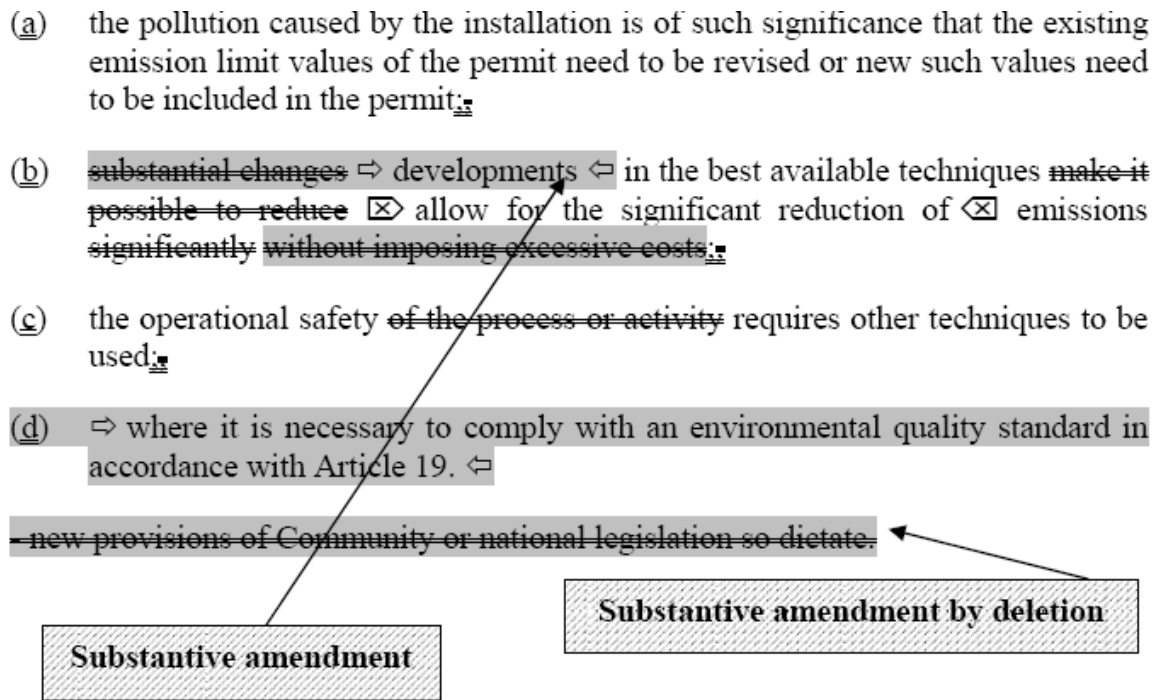 (a) the pollution caused by the installation is of such significance that the existing
emission limit values of the permit need to be revised or new such values need
to be included in the permit;,
(b) substantial changes ⇨ developments ⇦ in the best available techniques make it
possible to reduce ⌦ allow for the significant reduction of ⌫ emissions
significantly without imposing excessive costs;,
(c) the operational safety of the process or activity requires other techniques to be
used;,
(d) ⇨ where it is necessary to comply with an environmental quality standard in
accordance with Article 19. ⇦
- new provisions of Community or national legislation so dictate.
Substantive amendment by deletion
Substantive amendment